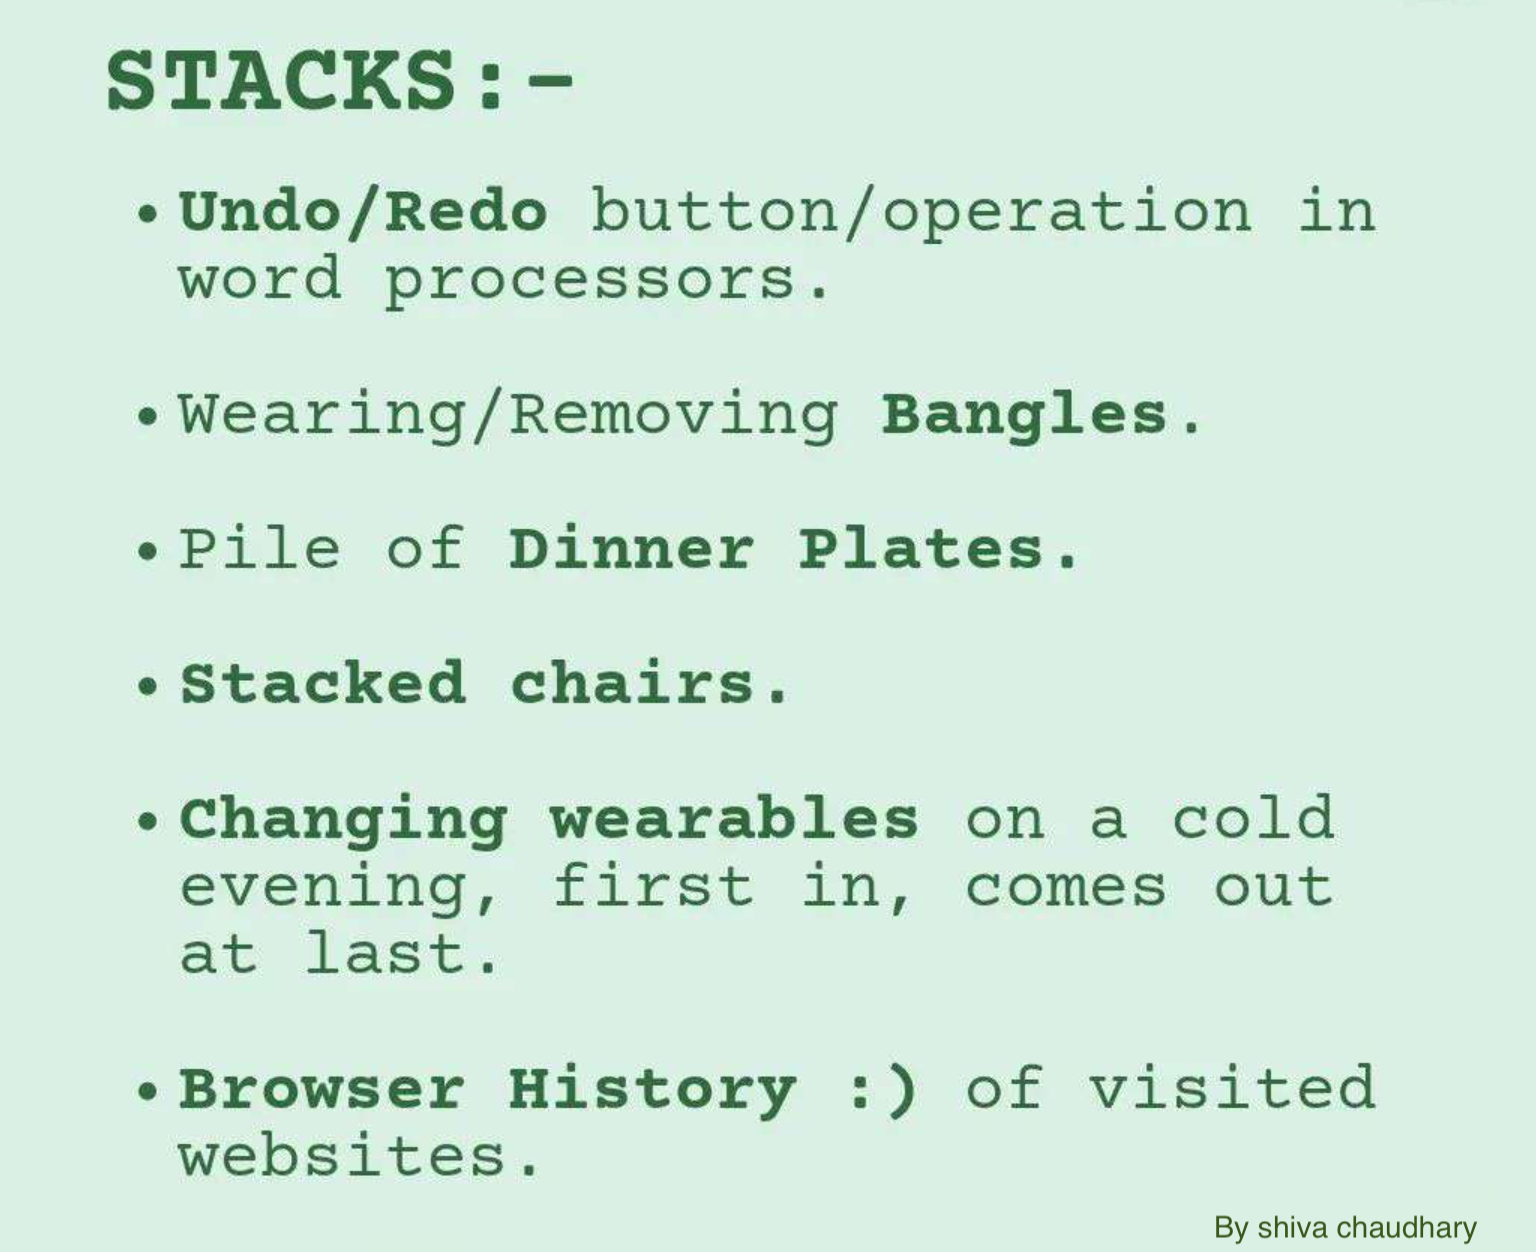 STACKS:-
• Undo/Redo button/operation in
word processors.
• Wearing/Removing Bangles.
• Pile of Dinner Plates.
• Stacked chairs.
• Changing wearables on a cold
evening, first in, comes out
at last.
• Browser History :) of visited
websites.
By shiva chaudhary